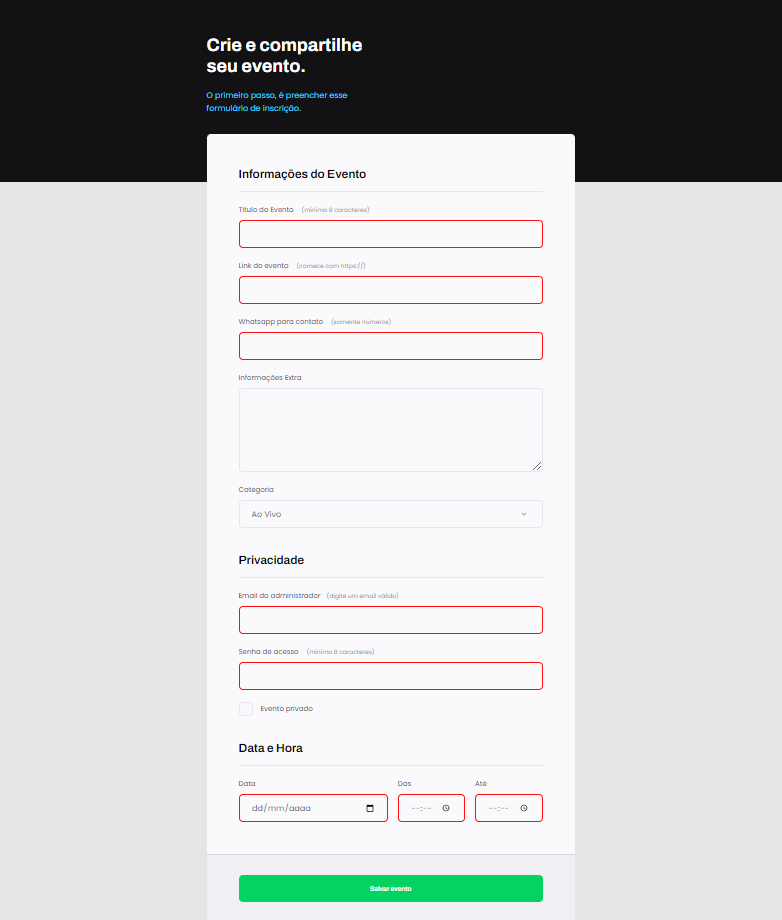 Crie e compartilhe
seu evento.
O primeiro passo, é preencher esse
formulário de inscrição.
Informações do Evento
Título do Evento (mínimo 8 caracteres)
Link do evento (comece com https://)
Whatsapp para contato (somente números)
Informações Extra
Categoria
Ao Vivo
Privacidade
Email do administrador (digite um email válido)
Senha de acesso (mínimo 8 caracteres)
Evento privado
Data e Hora
Data Das Até
dd/mm/aaaa --:-- --:--
Salvar evento